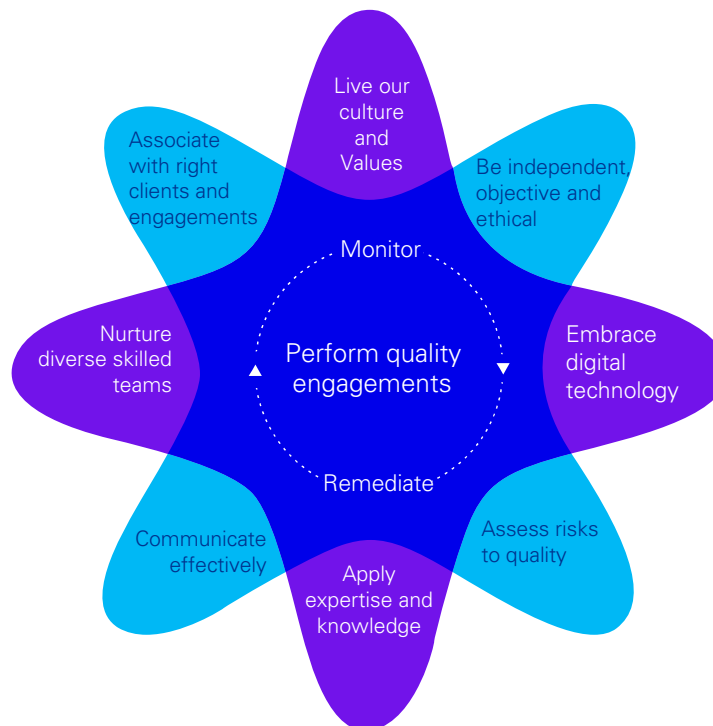 Live our
culture
and
Values
Associate
with right
clients and
engagements
Be independent,
objective and
ethical
Monitor
Nurture
diverse skilled
teams
Perform quality
engagements
Embrace
digital
technology
Remediate
Communicate
effectively
Assess risks
to quality
Apply
expertise and
knowledge